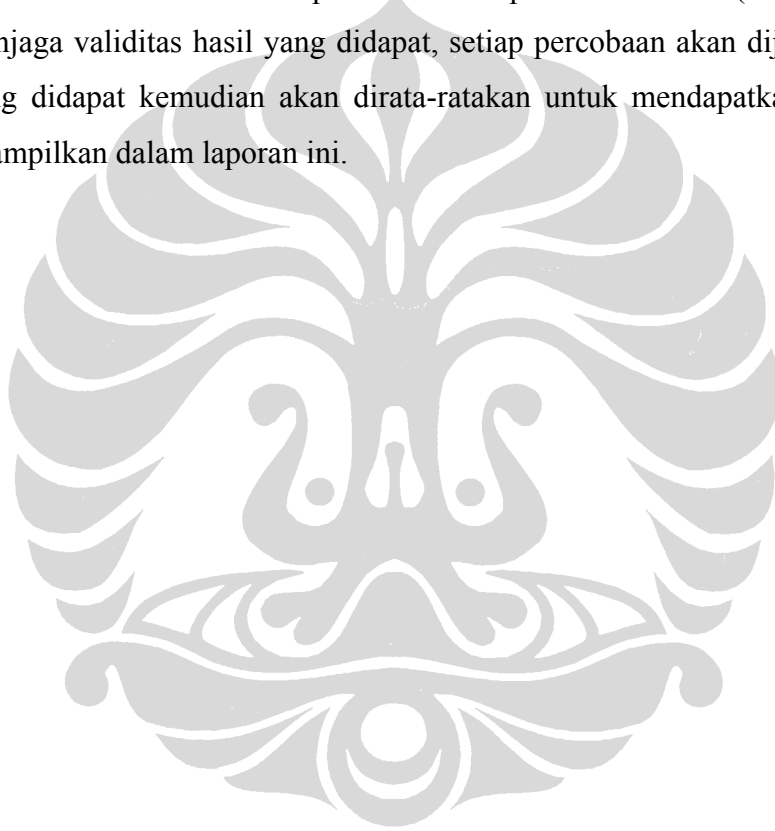 njaga validitas hasil yang didapat, setiap percobaan akan dij
g didapat kemudian akan dirata-ratakan untuk mendapatka
ampilkan dalam laporan ini.